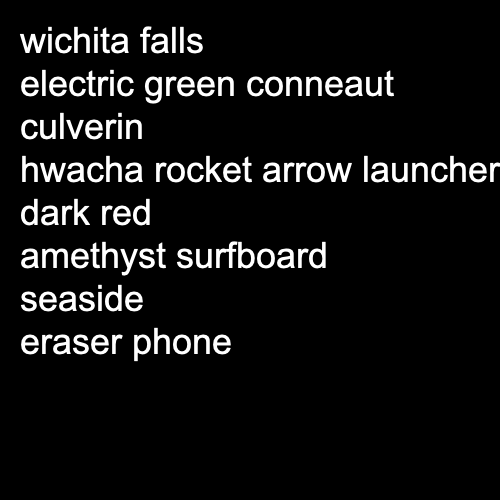 wichita falls
electric green conneaut
culverin
hwacha rocket arrow launcher
dark red
amethyst surfboard
seaside
eraser phone